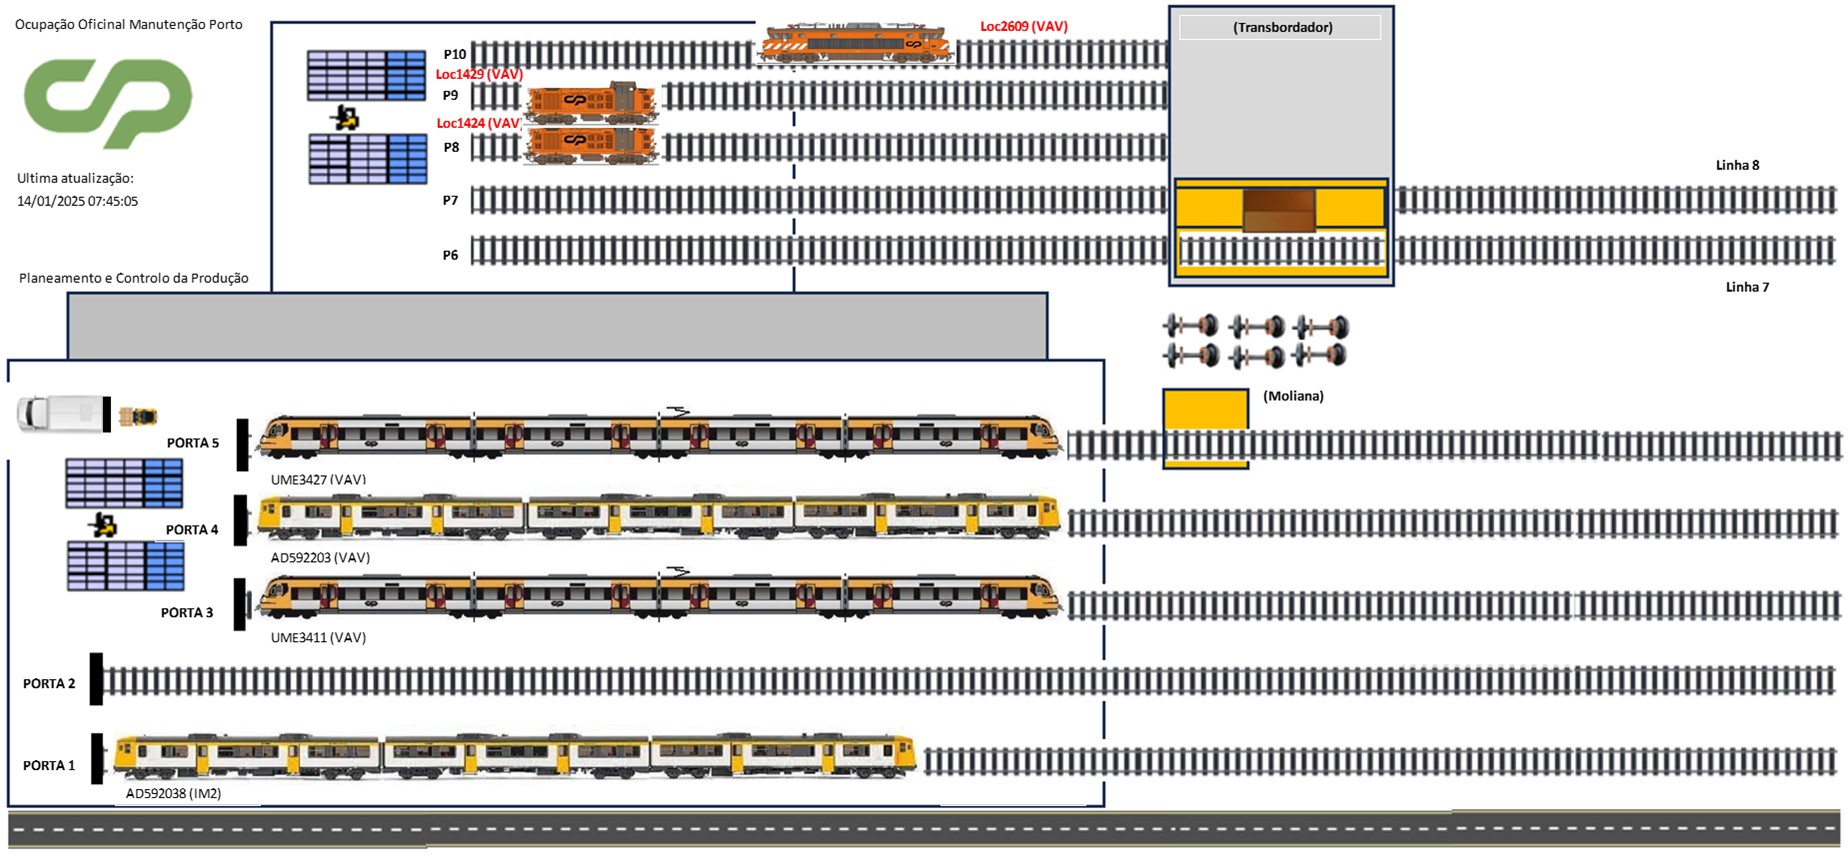 Ocupação Oficinal Manutenção Porto
Loc2609 (VAV)
(Transbordador)
P10
Loc1429 (VAV)
P9
Loc1424 (VAV)
P8
Ultima atualização:
14/01/2025 07:45:05
P7
Linha 8
P6
Planeamento e Controlo da Produção
Linha 7
(Moliana)
PORTA 5
UME3427 (VAV)
PORTA 4
AD592203 (VAV)
PORTA 3
UME3411 (VAV)
PORTA 2
PORTA 1
AD592038 (IM2)